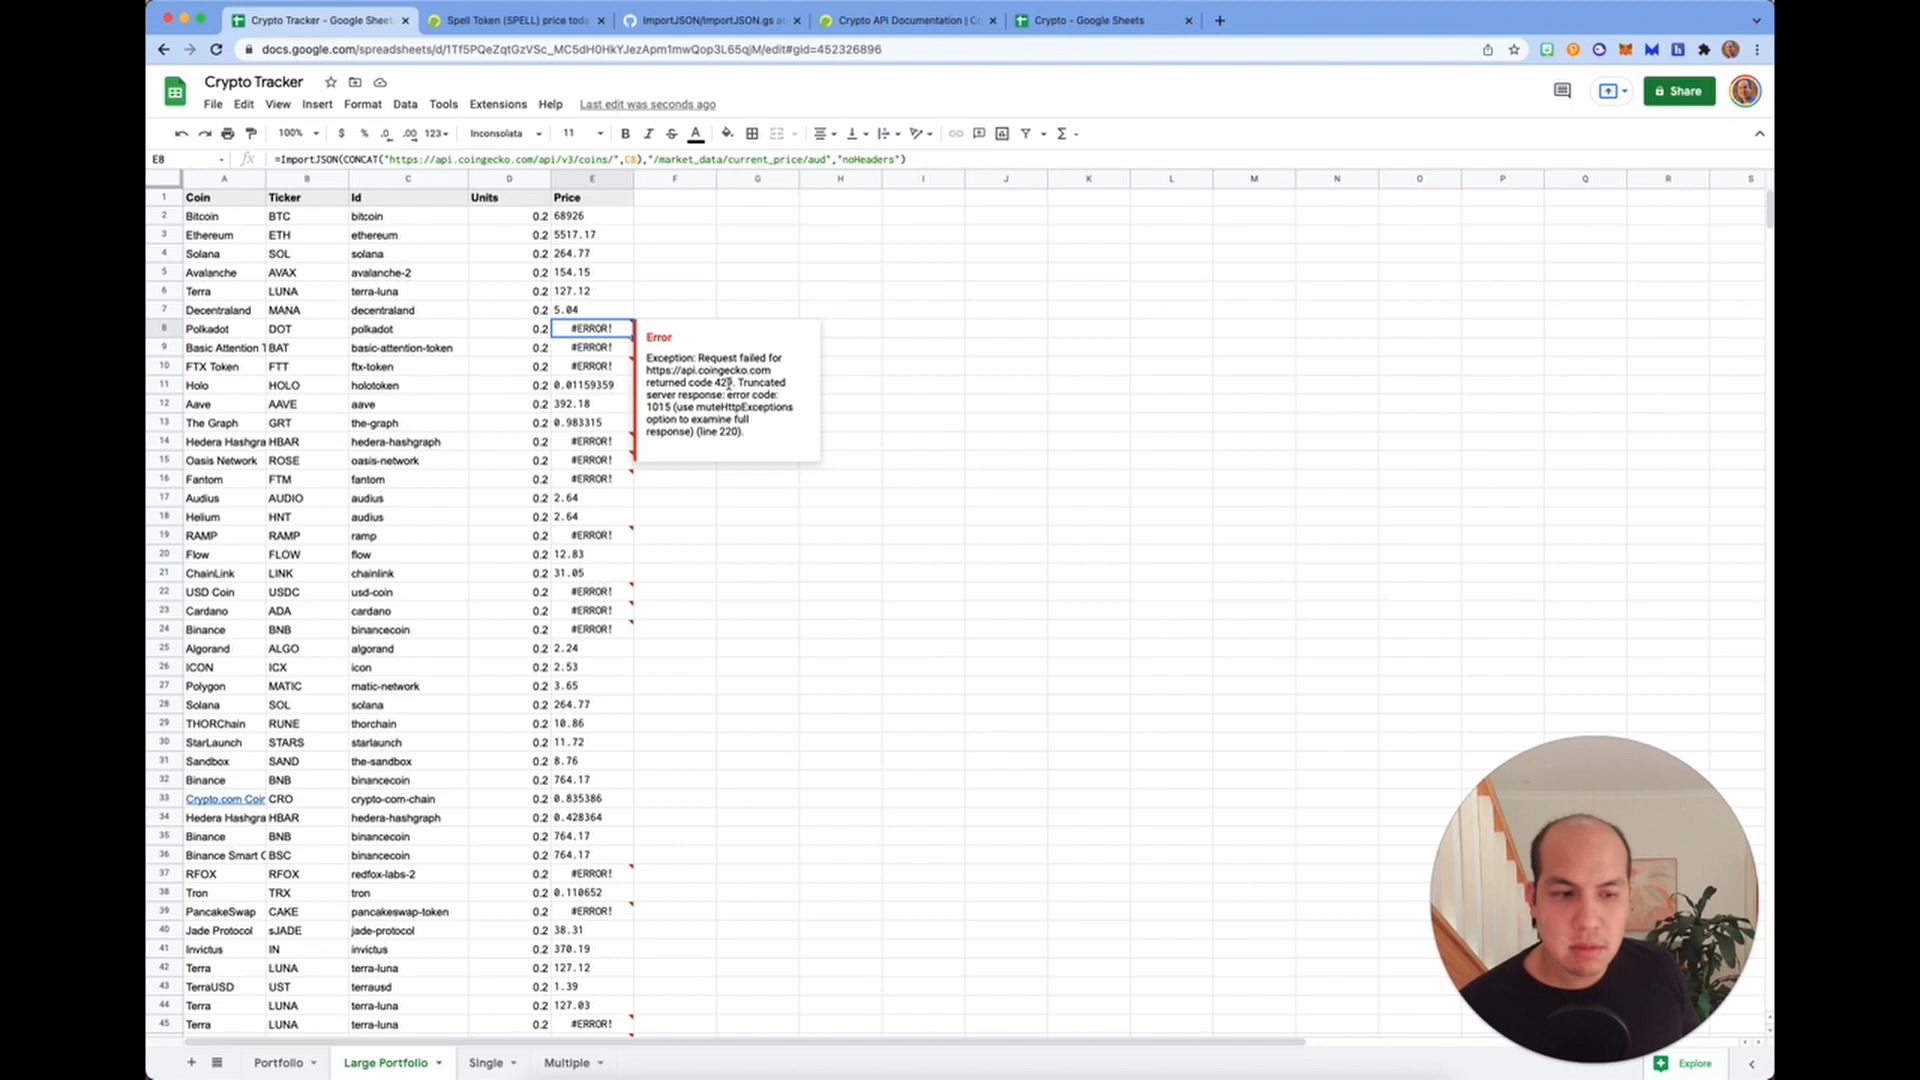 Crypto Tracker - Google Sheet
Spell Token (SPELL) price toda
ImportJSON/ImportJSON.gs at
Crypto API Documentation | Co
Crypto - Google Sheets
docs.google.com/spreadsheets/d/1Tf5PQeZqtGzVSc_MC5dH0HkYJezApm1mwQop3L65qjM/edit#gid=452326896
Crypto Tracker
Share
File Edit View Insert Format Data Tools Extensions Help Last edit was seconds ago
100% $ % .0 .00 123 Inconsolata 11 B I S A
E8 fx =ImportJSON(CONCAT("https://api.coingecko.com/api/v3/coins/",C8),"/market_data/current_price/aud","noHeaders")
A B C D E F G H I J K L M N O P Q R S
1 Coin Ticker Id Units Price
2 Bitcoin BTC bitcoin 0.2 68926
3 Ethereum ETH ethereum 0.2 5517.17
4 Solana SOL solana 0.2 264.77
5 Avalanche AVAX avalanche-2 0.2 154.15
6 Terra LUNA terra-luna 0.2 127.12
7 Decentraland MANA decentraland 0.2 5.04
8 Polkadot DOT polkadot 0.2 #ERROR!
9 Basic Attention T BAT basic-attention-token 0.2 #ERROR!
10 FTX Token FTT ftx-token 0.2 #ERROR!
11 Holo HOLO holotoken 0.2 0.01159359
12 Aave AAVE aave 0.2 392.18
13 The Graph GRT the-graph 0.2 0.983315
14 Hedera Hashgra HBAR hedera-hashgraph 0.2 #ERROR!
15 Oasis Network ROSE oasis-network 0.2 #ERROR!
16 Fantom FTM fantom 0.2 #ERROR!
17 Audius AUDIO audius 0.2 2.64
18 Helium HNT audius 0.2 2.64
19 RAMP RAMP ramp 0.2 #ERROR!
20 Flow FLOW flow 0.2 12.83
21 ChainLink LINK chainlink 0.2 31.05
22 USD Coin USDC usd-coin 0.2 #ERROR!
23 Cardano ADA cardano 0.2 #ERROR!
24 Binance BNB binancecoin 0.2 #ERROR!
25 Algorand ALGO algorand 0.2 2.24
26 ICON ICX icon 0.2 2.53
27 Polygon MATIC matic-network 0.2 3.65
28 Solana SOL solana 0.2 264.77
29 THORChain RUNE thorchain 0.2 10.86
30 StarLaunch STARS starlaunch 0.2 11.72
31 Sandbox SAND the-sandbox 0.2 8.76
32 Binance BNB binancecoin 0.2 764.17
33 Crypto.com Coin CRO crypto-com-chain 0.2 0.835386
34 Hedera Hashgra HBAR hedera-hashgraph 0.2 0.428364
35 Binance BNB binancecoin 0.2 764.17
36 Binance Smart C BSC binancecoin 0.2 764.17
37 RFOX RFOX redfox-labs-2 0.2 #ERROR!
38 Tron TRX tron 0.2 0.110652
39 PancakeSwap CAKE pancakeswap-token 0.2 #ERROR!
40 Jade Protocol sJADE jade-protocol 0.2 38.31
41 Invictus IN invictus 0.2 370.19
42 Terra LUNA terra-luna 0.2 127.12
43 TerraUSD UST terrausd 0.2 1.39
44 Terra LUNA terra-luna 0.2 127.03
45 Terra LUNA terra-luna 0.2 #ERROR!
Error
Exception: Request failed for
https://api.coingecko.com
returned code 429. Truncated
server response: error code:
1015 (use muteHttpExceptions
option to examine full
response) (line 220).
Portfolio Large Portfolio Single Multiple Explore